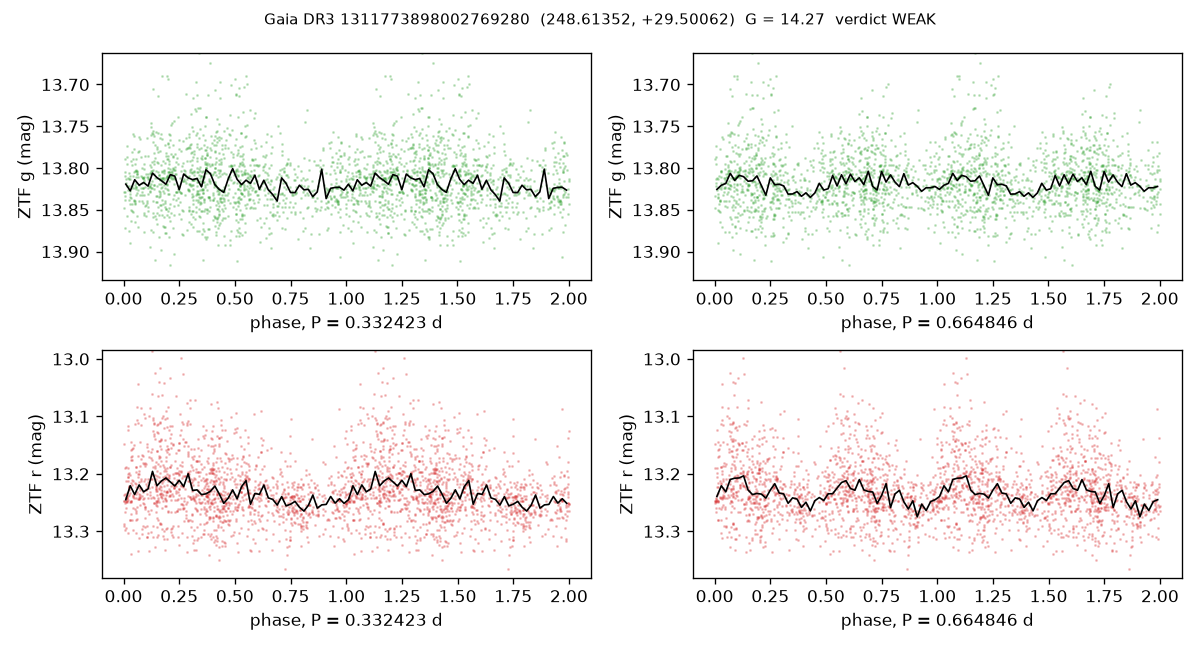 Gaia DR3 1311773898002769280 (248.61352, +29.50062) G = 14.27 verdict WEAK
ZTF g (mag)
13.70
13.75
13.80
13.85
13.90
0.00 0.25 0.50 0.75 1.00 1.25 1.50 1.75 2.00
phase, P = 0.332423 d
ZTF g (mag)
13.70
13.75
13.80
13.85
13.90
0.00 0.25 0.50 0.75 1.00 1.25 1.50 1.75 2.00
phase, P = 0.664846 d
ZTF r (mag)
13.0
13.1
13.2
13.3
0.00 0.25 0.50 0.75 1.00 1.25 1.50 1.75 2.00
phase, P = 0.332423 d
ZTF r (mag)
13.0
13.1
13.2
13.3
0.00 0.25 0.50 0.75 1.00 1.25 1.50 1.75 2.00
phase, P = 0.664846 d